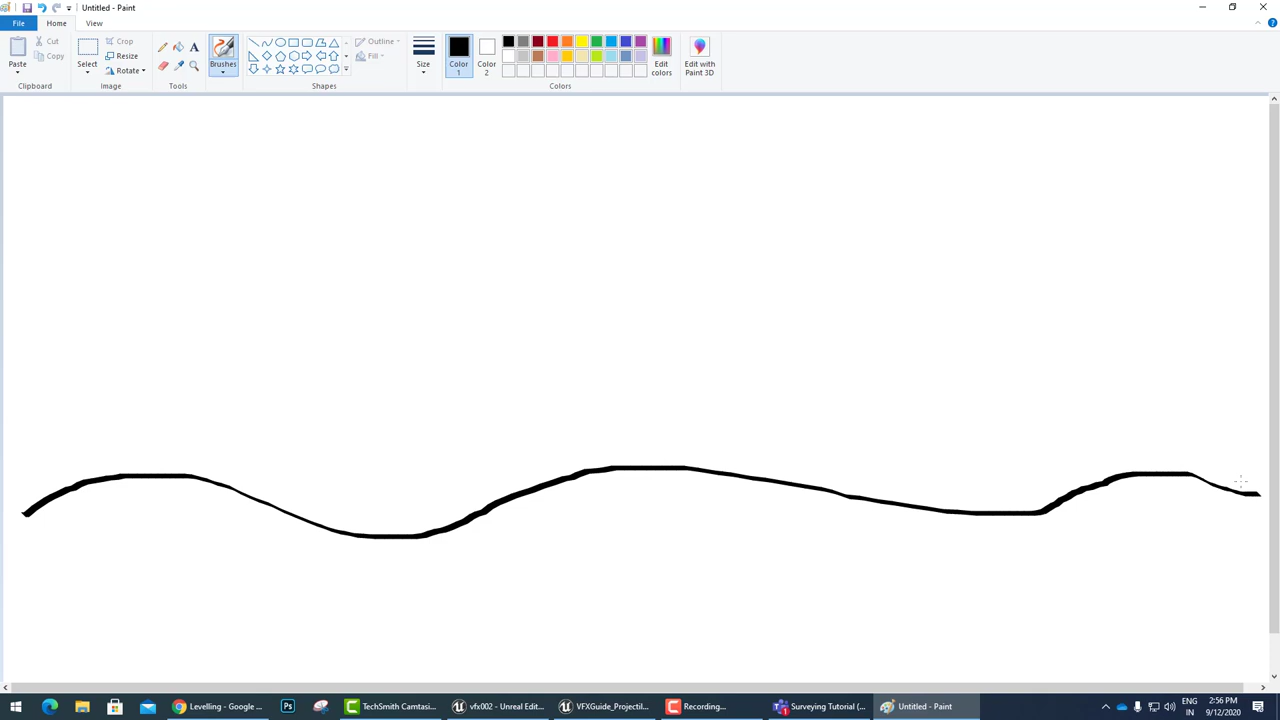 Untitled - Paint
File Home View
Paste
Cut
Copy
Clipboard
Select
Crop
Resize
Rotate
Image
A
Tools
Brushes
Outline
Fill
Shapes
Size
Color 1
Color 2
Edit colors
Colors
Edit with Paint 3D
Levelling - Google ...
Ps
TechSmith Camtasi...
vfx002 - Unreal Edit...
VFXGuide_Projectil...
Recording...
Surveying Tutorial (...
Untitled - Paint
ENG
IN
2:56 PM
9/12/2020